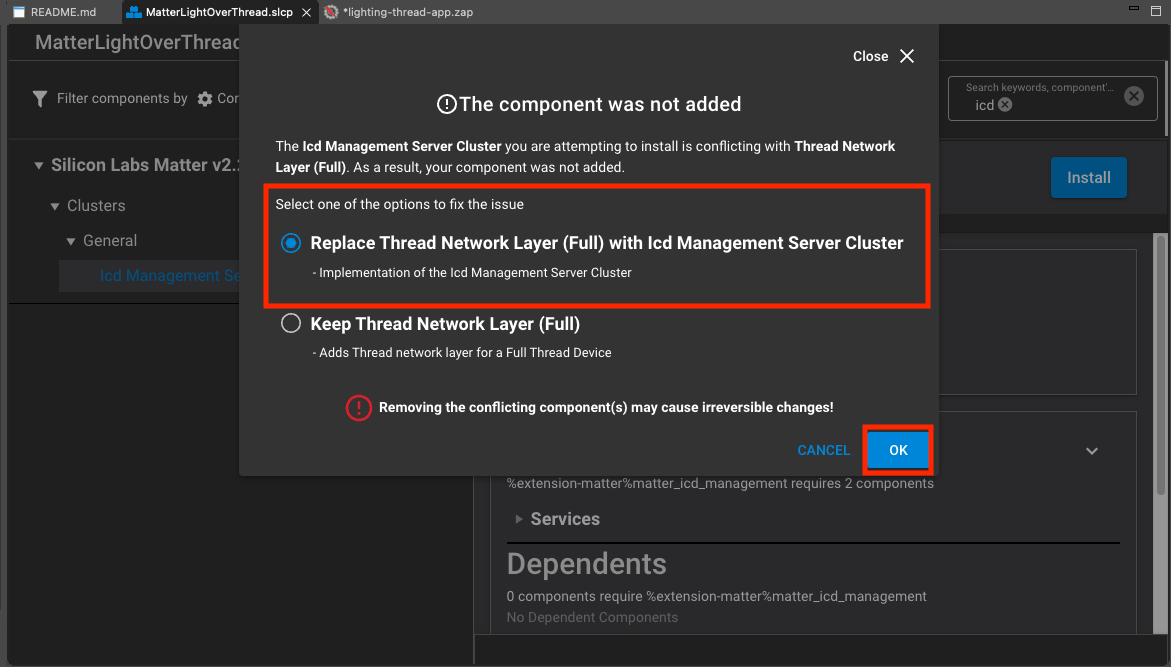 README.md
MatterLightOverThread.slcp
*lighting-thread-app.zap
MatterLightOverThread
Close
The component was not added
Filter components by
Search keywords, component'...
icd
The Icd Management Server Cluster you are attempting to install is conflicting with Thread Network
Layer (Full). As a result, your component was not added.
Silicon Labs Matter v2.
Install
Select one of the options to fix the issue
Clusters
Replace Thread Network Layer (Full) with Icd Management Server Cluster
General
- Implementation of the Icd Management Server Cluster
Icd Management Se
Keep Thread Network Layer (Full)
- Adds Thread network layer for a Full Thread Device
Removing the conflicting component(s) may cause irreversible changes!
CANCEL
OK
%extension-matter%matter_icd_management requires 2 components
Services
Dependents
0 components require %extension-matter%matter_icd_management
No Dependent Components